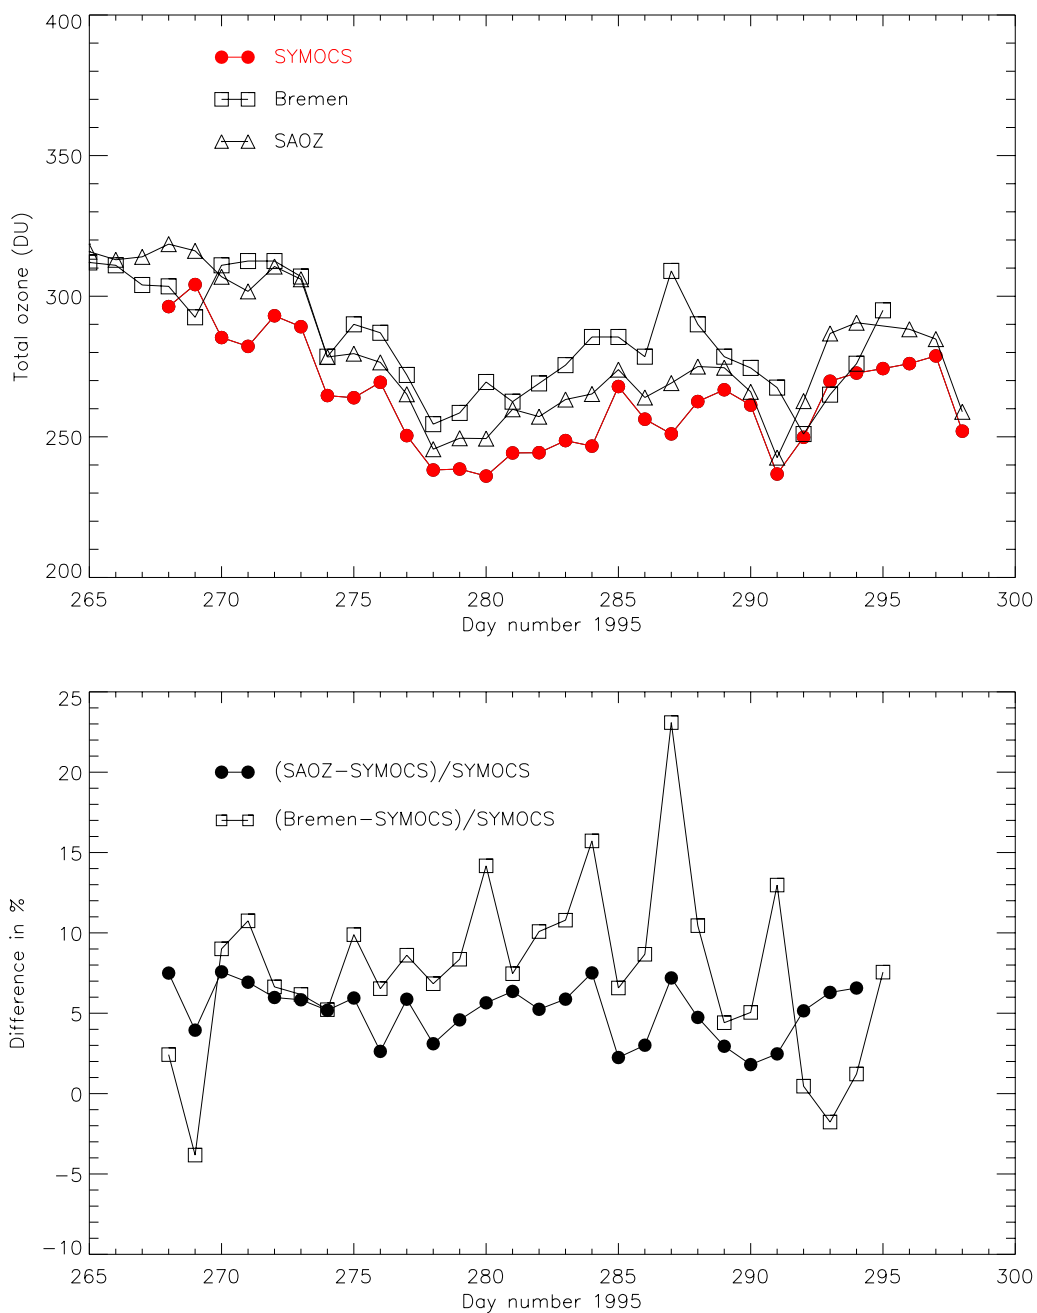 400
SYMOCS
Bremen
SAOZ
350
Total ozone (DU)
300
250
200
265 270 275 280 285 290 295 300
Day number 1995
25
(SAOZ-SYMOCS)/SYMOCS
20
(Bremen-SYMOCS)/SYMOCS
15
10
Difference in %
5
0
-5
-10
265 270 275 280 285 290 295 300
Day number 1995